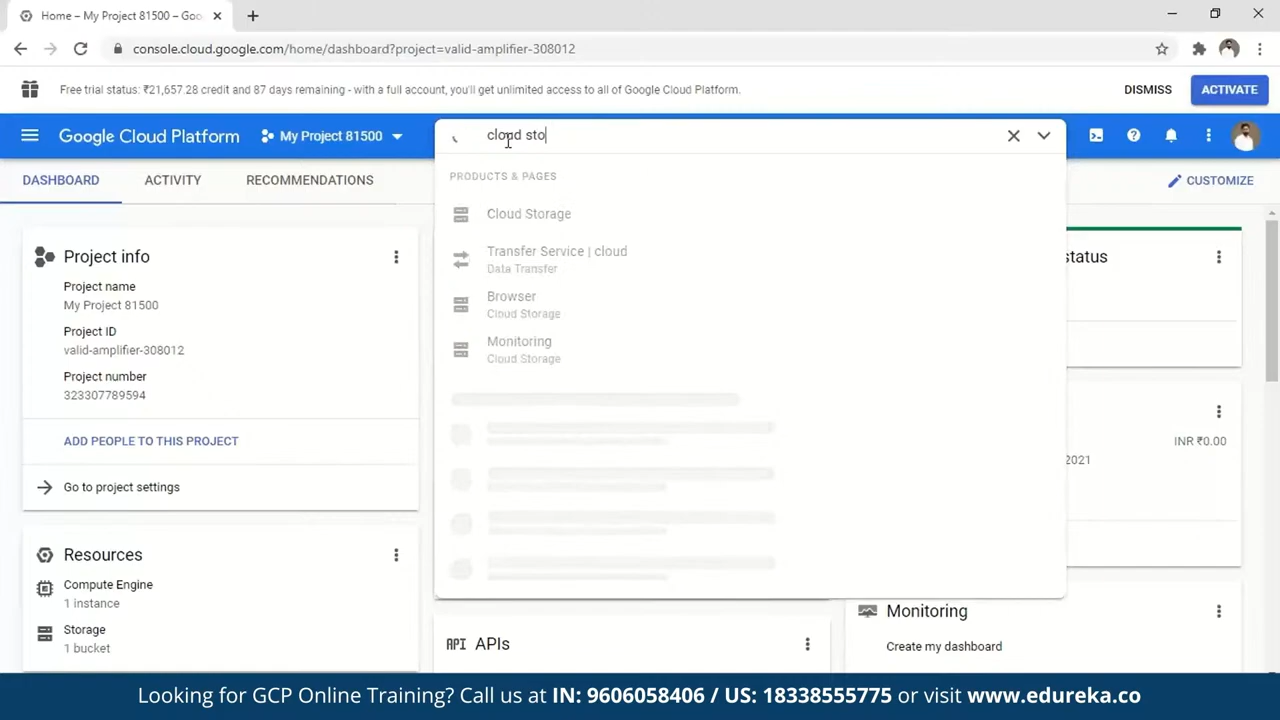 Home – My Project 81500 – Goo
console.cloud.google.com/home/dashboard?project=valid-amplifier-308012
Free trial status: ₹21,657.28 credit and 87 days remaining - with a full account, you'll get unlimited access to all of Google Cloud Platform.
DISMISS
ACTIVATE
Google Cloud Platform
My Project 81500
cloud sto
DASHBOARD
ACTIVITY
RECOMMENDATIONS
CUSTOMIZE
PRODUCTS & PAGES
Cloud Storage
Transfer Service | cloud
Data Transfer
Browser
Cloud Storage
Monitoring
Cloud Storage
Project info
Project name
My Project 81500
Project ID
valid-amplifier-308012
Project number
323307789594
ADD PEOPLE TO THIS PROJECT
Go to project settings
status
INR ₹0.00
2021
Resources
Compute Engine
1 instance
Storage
1 bucket
API APIs
Monitoring
Create my dashboard
Looking for GCP Online Training? Call us at IN: 9606058406 / US: 18338555775 or visit www.edureka.co